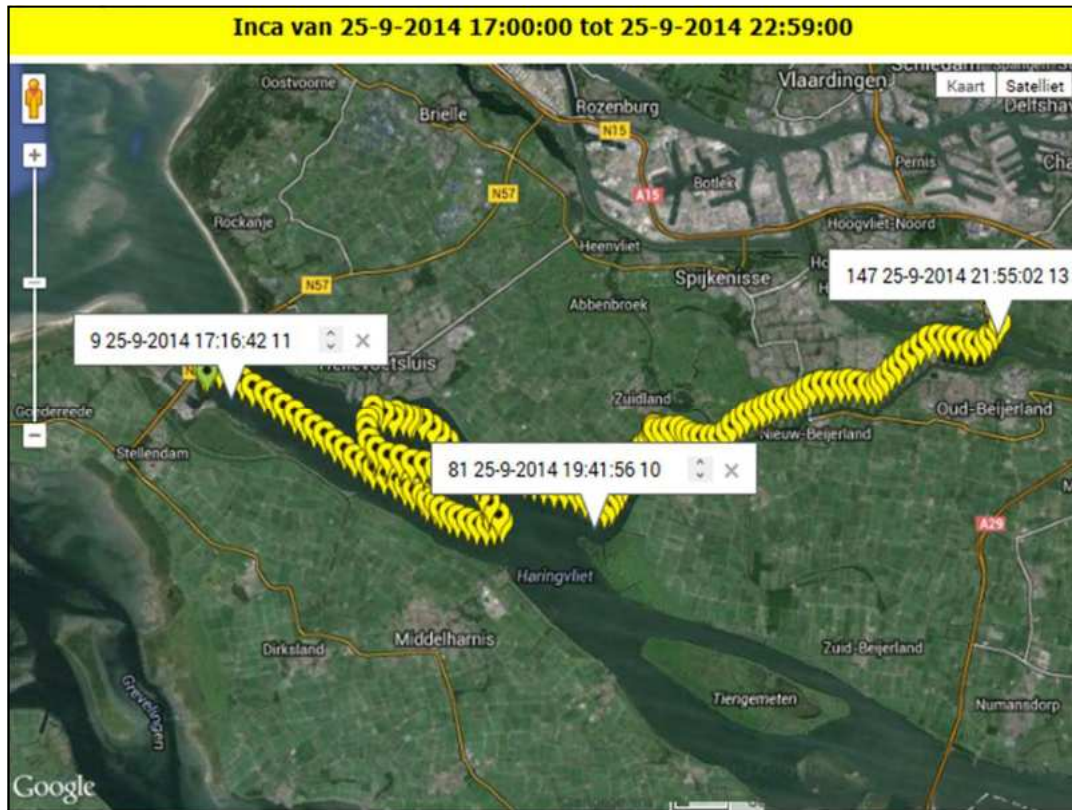 Inca van 25-9-2014 17:00:00 tot 25-9-2014 22:59:00
Oostvoorne
Vlaardingen
Kaart
Satelliet
Brielle
Rozenburg
N15
Pernis
Botlek
A15
N57
Rockanje
Hoogvliet-Noord
Heenvliet
Spijkenisse
N57
Abbenbroek
147 25-9-2014 21:55:02 13
9 25-9-2014 17:16:42 11
Goedereede
Zuidland
Oud-Beijerland
Stellendam
Nieuw-Beijerland
81 25-9-2014 19:41:56 10
A29
Haringvliet
Middelharnis
Dirksland
Zuid-Beijerland
Tiengemeten
Numansdorp
Grevelingen
Google